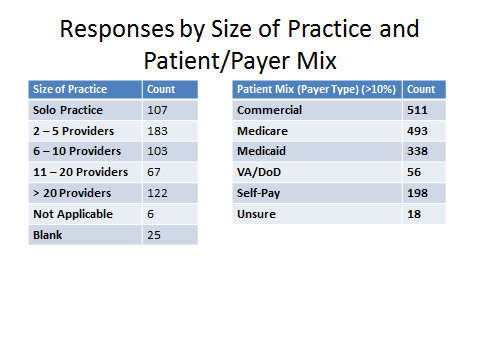 Responses by Size of Practice and
Patient/Payer Mix
Size of Practice Count
Solo Practice 107
2 – 5 Providers 183
6 – 10 Providers 103
11 – 20 Providers 67
> 20 Providers 122
Not Applicable 6
Blank 25
Patient Mix (Payer Type) (>10%) Count
Commercial 511
Medicare 493
Medicaid 338
VA/DoD 56
Self-Pay 198
Unsure 18